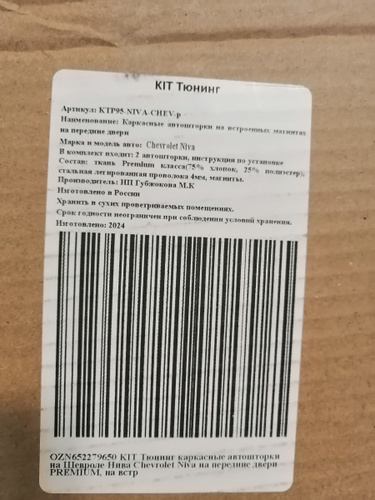 KIT Тюнинг
Артикул: KTP95-NIVA-CHEV-p
Наименование: Каркасные автошторки на встроенных магнитах
на передние двери
Марка и модель авто: Chevrolet Niva
В комплект входит: 2 автошторки, инструкция по установке
Состав: ткань Premium класса(75% хлопок, 25% полиэстер);
стальная легированная проволока 4мм, магниты.
Производитель: ИП Губжокова М.К
Изготовлено в России
Хранить в сухих проветриваемых помещениях.
Срок годности неограничен при соблюдении условий хранения.
Изготовлено: 2024
OZN652279650 KIT Тюнинг каркасные автошторки
на Шевроле Нива Chevrolet Niva на передние двери
PREMIUM, на встр